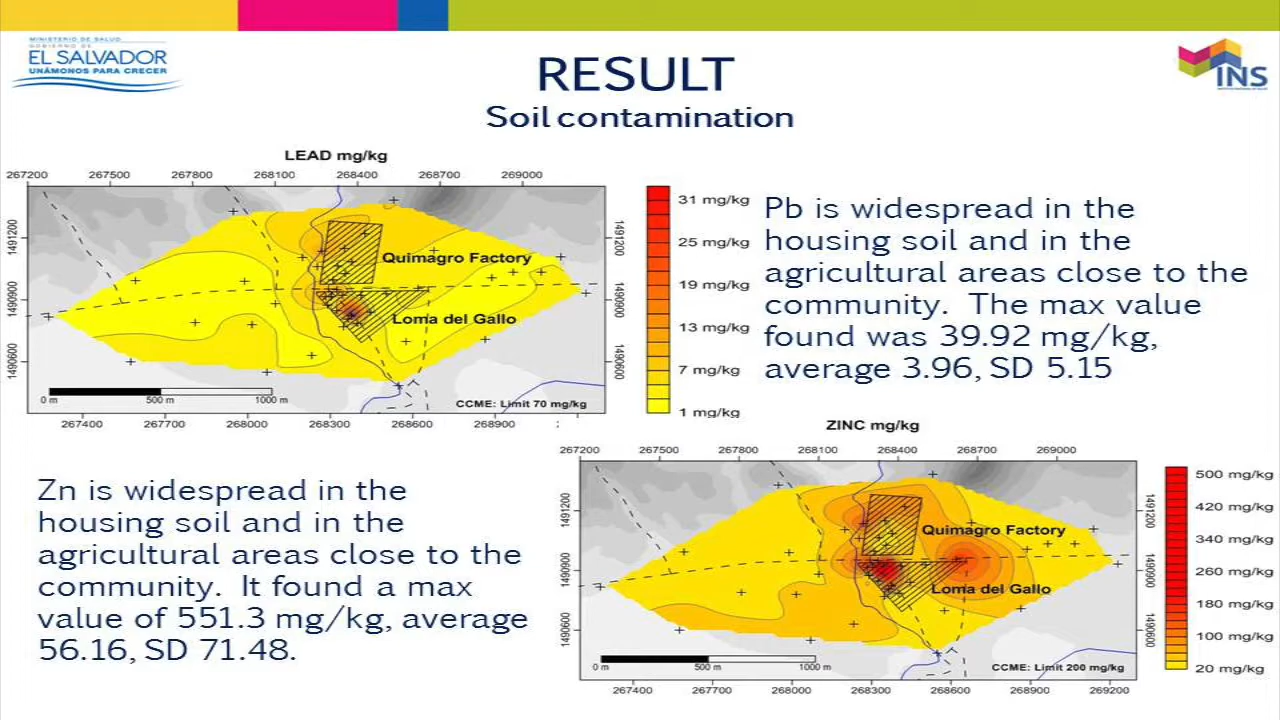 MINISTERIO DE SALUD
GOBIERNO DE
EL SALVADOR
UNÁMONOS PARA CRECER
RESULT
Soil contamination
INS
LEAD mg/kg
267200 267500 267800 268100 268400 268700 269000
1491200
1490900
1490600
1491200
1490900
1490600
Quimagro Factory
Loma del Gallo
0 m 500 m 1000 m
CCME: Limit 70 mg/kg
267400 267700 268000 268300 268600 268900
31 mg/kg
25 mg/kg
19 mg/kg
13 mg/kg
7 mg/kg
1 mg/kg
Pb is widespread in the
housing soil and in the
agricultural areas close to the
community. The max value
found was 39.92 mg/kg,
average 3.96, SD 5.15
Zn is widespread in the
housing soil and in the
agricultural areas close to the
community. It found a max
value of 551.3 mg/kg, average
56.16, SD 71.48.
ZINC mg/kg
267200 267500 267800 268100 268400 268700 269000
1491200
1490900
1490600
1491200
1490900
1490600
Quimagro Factory
Loma del Gallo
0 m 500 m 1000 m
CCME: Limit 200 mg/kg
267400 267700 268000 268300 268600 268900 269200
500 mg/kg
420 mg/kg
340 mg/kg
260 mg/kg
180 mg/kg
100 mg/kg
20 mg/kg